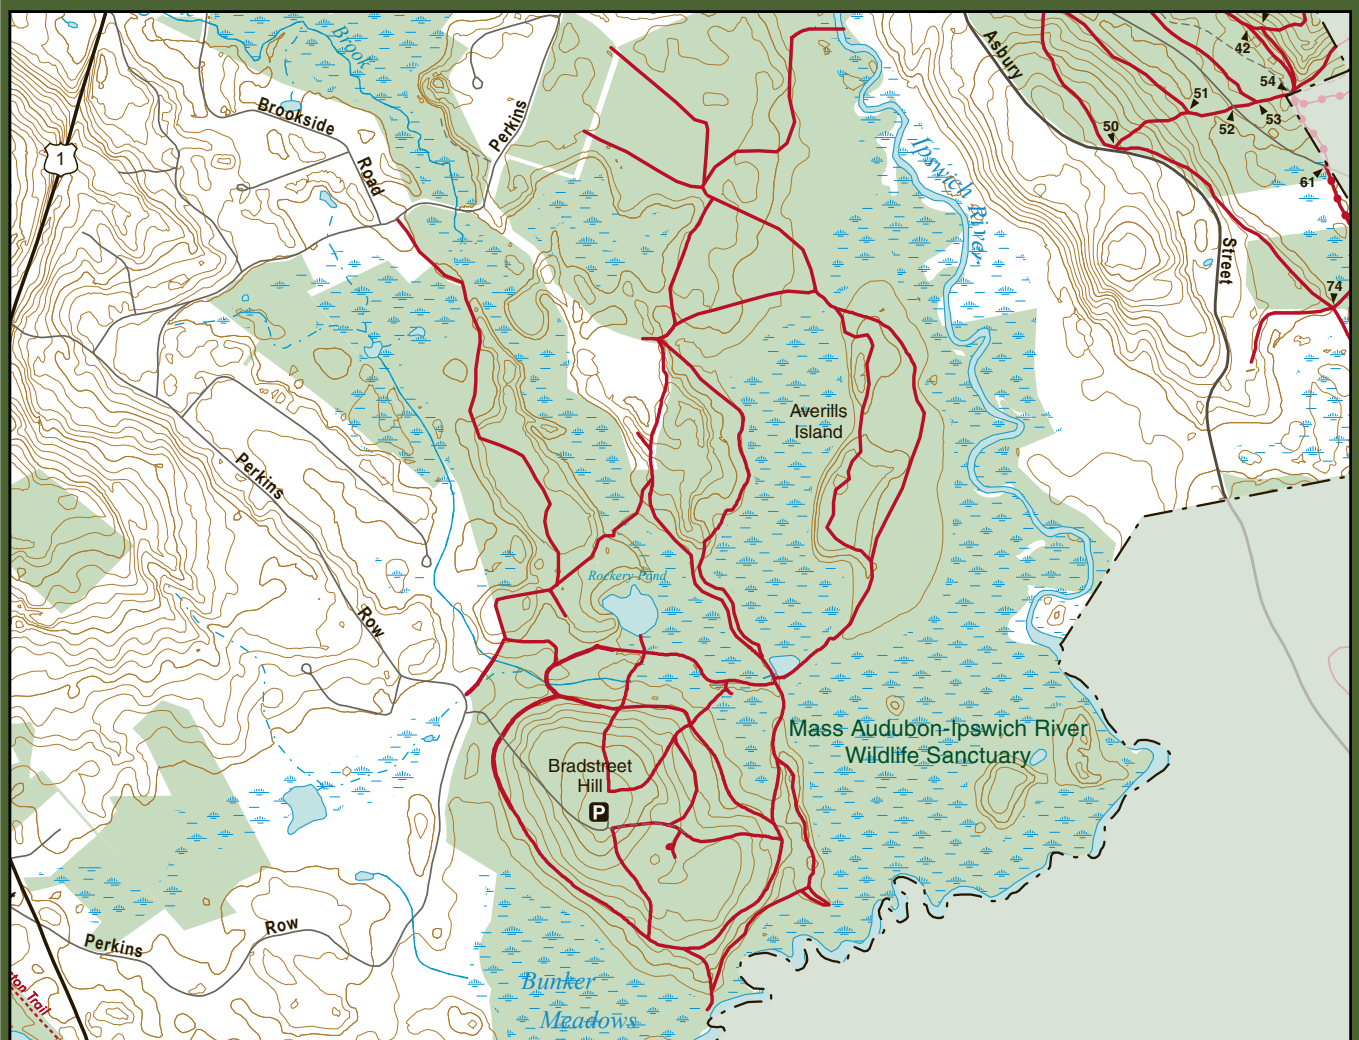 Brook
Asbury
42
54
51
53
52
50
61
Brookside
Perkins
1
Road
Ipswich River
Street
74
Averills
Island
Perkins
Rockery Pond
Row
Mass Audubon-Ipswich River
Wildlife Sanctuary
Bradstreet
Hill
P
Row
Perkins
ton Trail
Bunker
Meadows